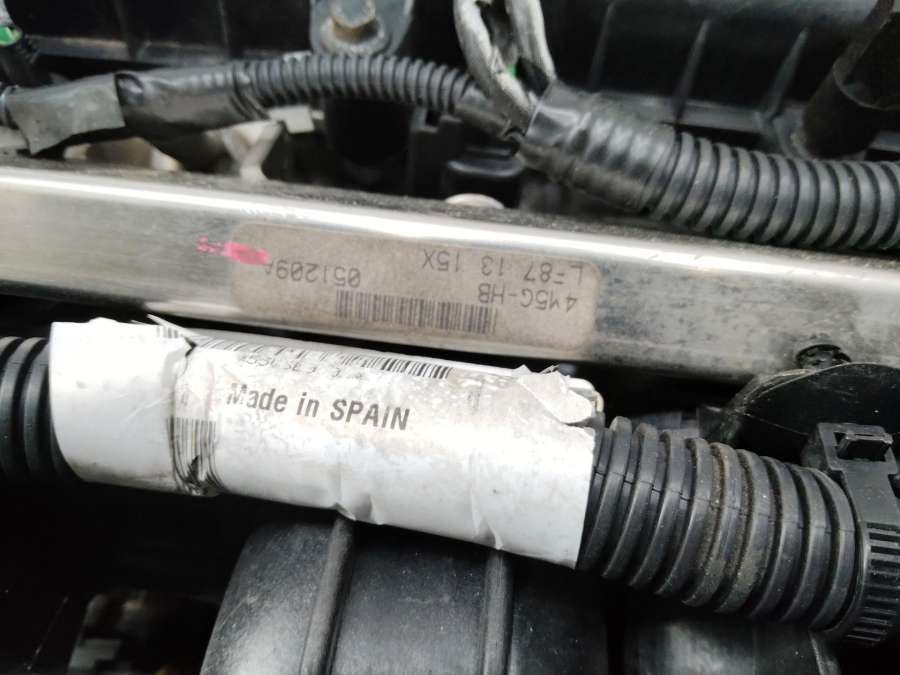 4M5G-HB
L=87 13 15X
051209A
Made in SPAIN